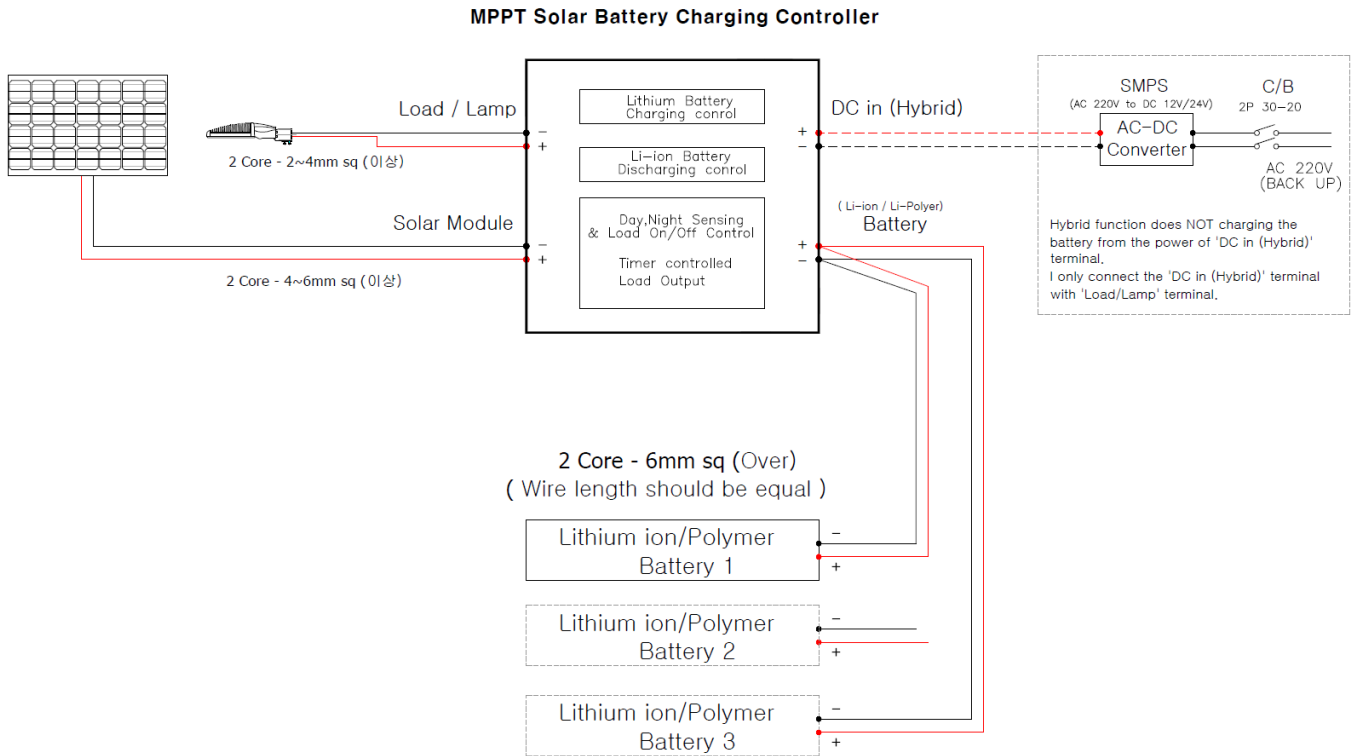 MPPT Solar Battery Charging Controller
Load / Lamp
−
+
2 Core - 2~4mm sq (이상)
Solar Module
−
+
2 Core - 4~6mm sq (이상)
Lithium Battery
Charging conrol
Li-ion Battery
Discharging conrol
Day,Night Sensing
& Load On/Off Control
Timer controlled
Load Output
DC in (Hybrid)
+
−
( Li-ion / Li-Polyer)
Battery
+
−
SMPS
(AC 220V to DC 12V/24V)
AC-DC
Converter
C/B
2P 30-20
AC 220V
(BACK UP)
Hybrid function does NOT charging the
battery from the power of 'DC in (Hybrid)'
terminal.
I only connect the 'DC in (Hybrid)' terminal
with 'Load/Lamp' terminal.
2 Core - 6mm sq (Over)
( Wire length should be equal )
Lithium ion/Polymer
Battery 1
−
+
Lithium ion/Polymer
Battery 2
−
+
Lithium ion/Polymer
Battery 3
−
+